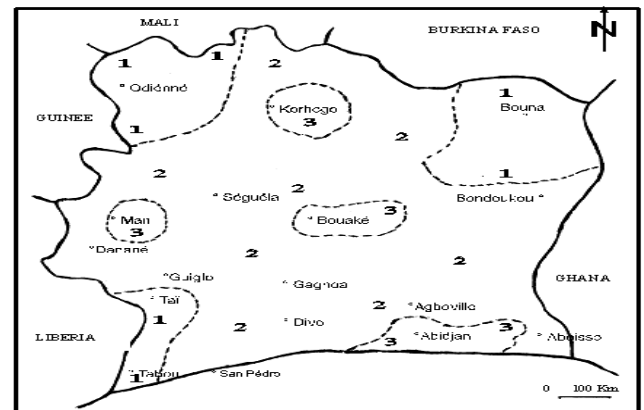 MALI
BURKINA FASO
N
1 1 2
Odiénné
1
Bouna
Korhogo
3
GUINEE
1
2
2 2 1
Séguéla
Bondoukou
Man
3
Bouaké 3
Danané
2 2
GHANA
Guiglo
Gagnoa
Taï
1
2
Agboville
LIBERIA
2
Divo
3
Abidjan
3
Aboisso
1
Tabou
San Pédro
0 100 Km